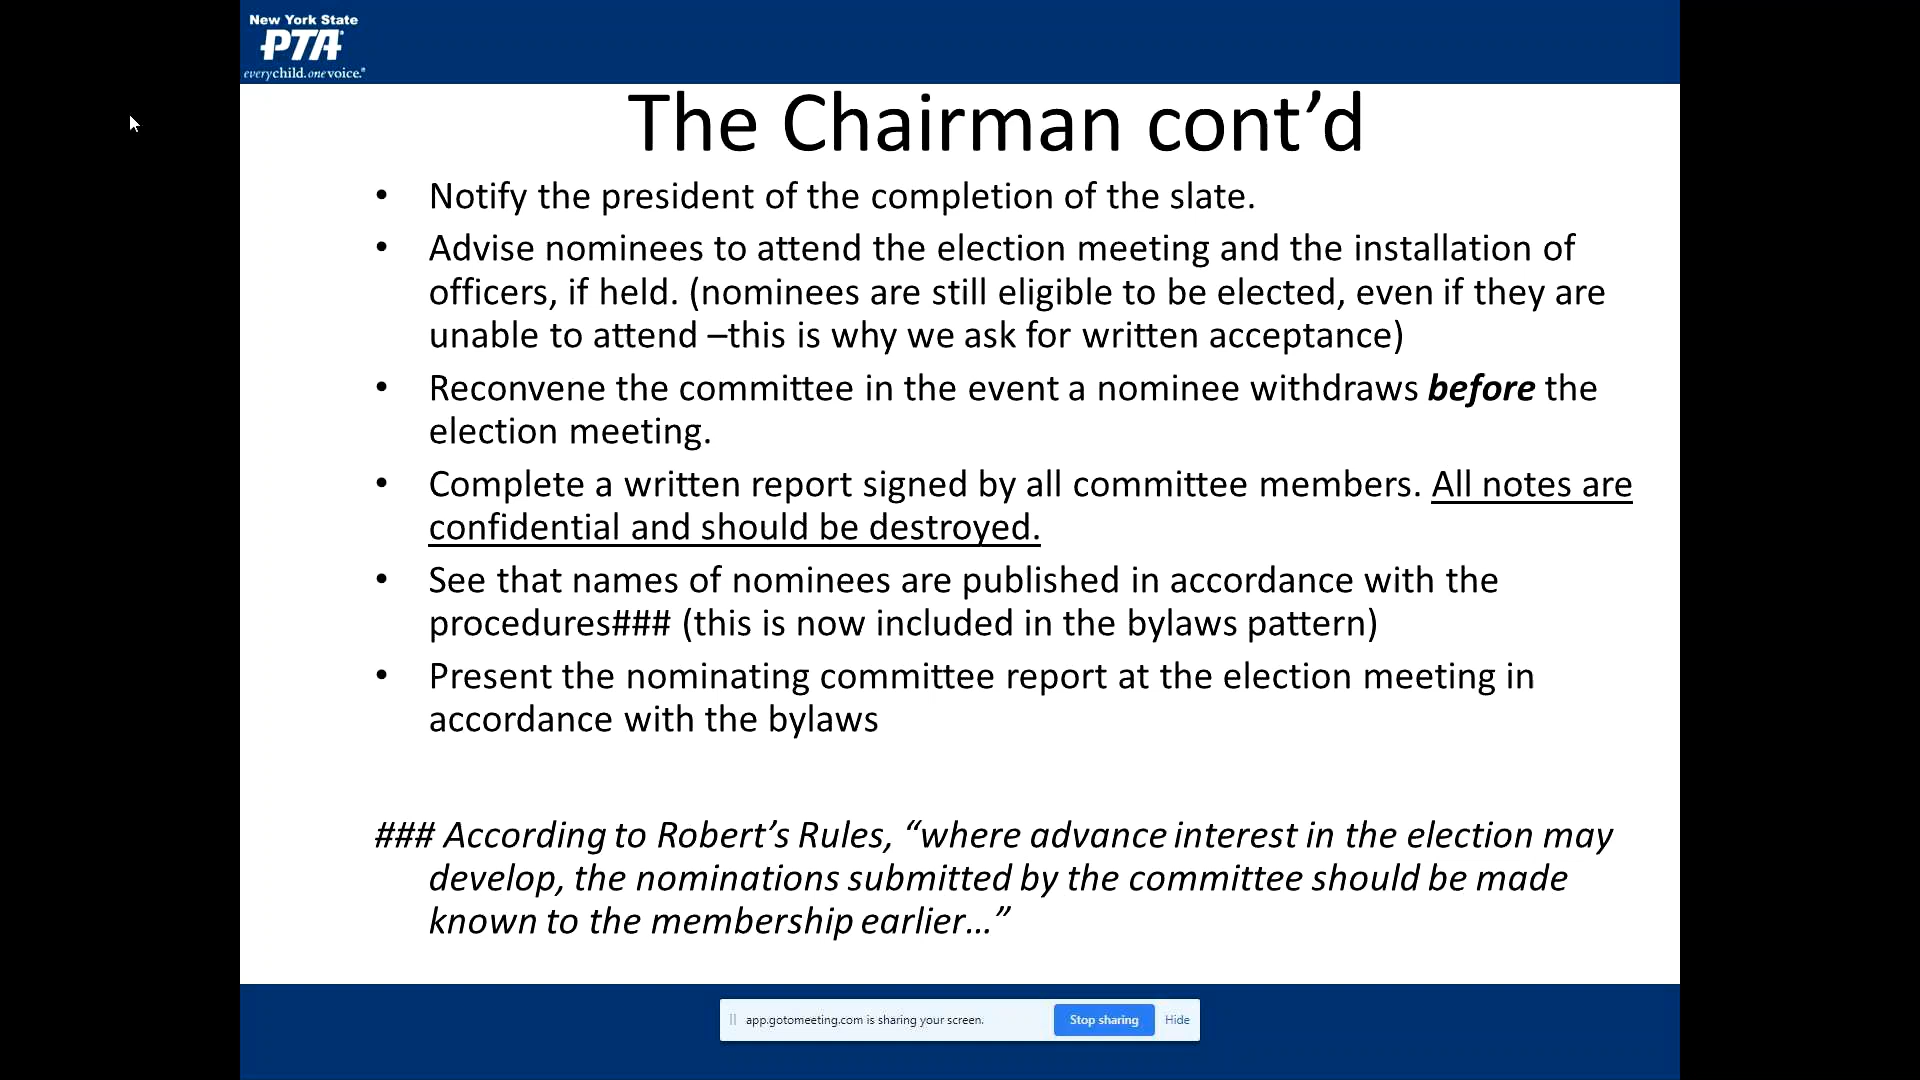 New York State
PTA
everychild.onevoice.®
The Chairman cont’d
• Notify the president of the completion of the slate.
• Advise nominees to attend the election meeting and the installation of
officers, if held. (nominees are still eligible to be elected, even if they are
unable to attend –this is why we ask for written acceptance)
• Reconvene the committee in the event a nominee withdraws before the
election meeting.
• Complete a written report signed by all committee members. All notes are
confidential and should be destroyed.
• See that names of nominees are published in accordance with the
procedures### (this is now included in the bylaws pattern)
• Present the nominating committee report at the election meeting in
accordance with the bylaws
### According to Robert’s Rules, “where advance interest in the election may
develop, the nominations submitted by the committee should be made
known to the membership earlier…”
app.gotomeeting.com is sharing your screen. Stop sharing Hide